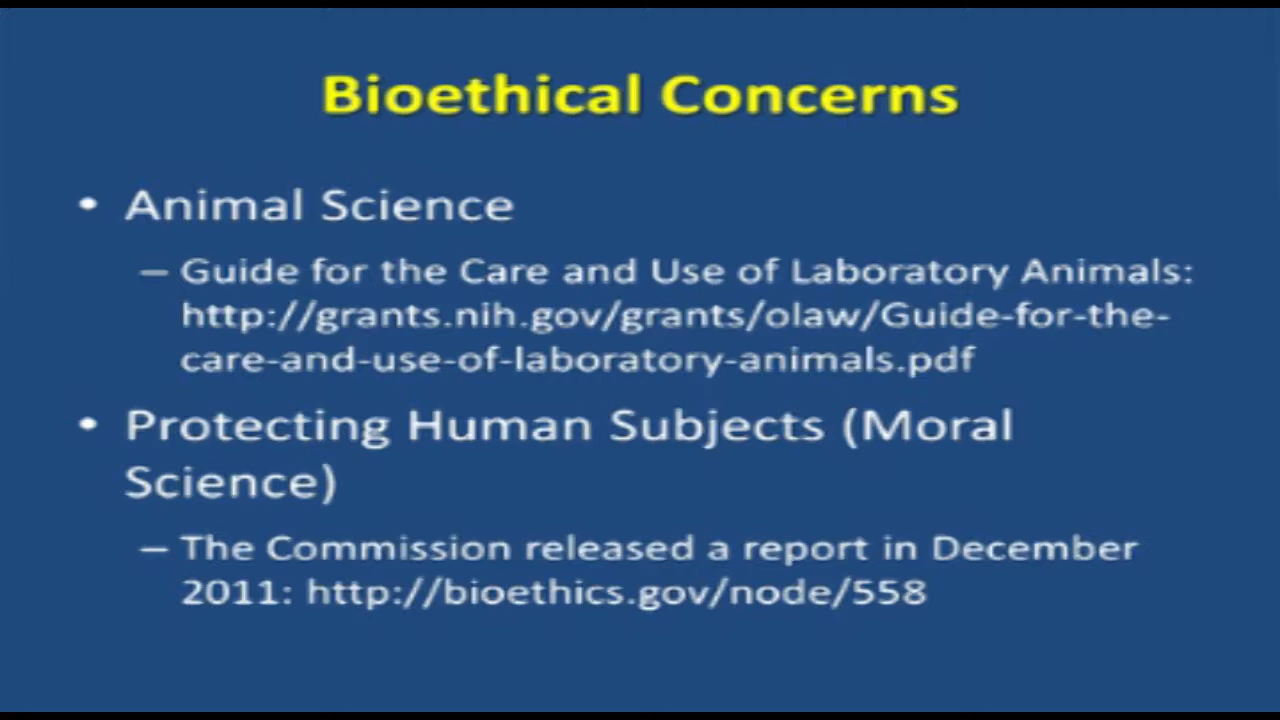 Bioethical Concerns
• Animal Science
– Guide for the Care and Use of Laboratory Animals:
http://grants.nih.gov/grants/olaw/Guide-for-the-
care-and-use-of-laboratory-animals.pdf
• Protecting Human Subjects (Moral
Science)
– The Commission released a report in December
2011: http://bioethics.gov/node/558